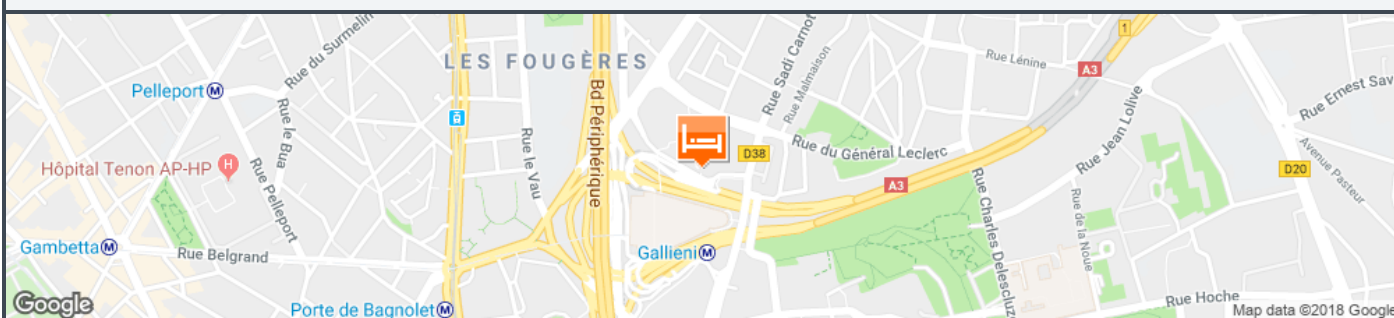 Rue du Surmelin
LES FOUGÈRES
Rue Sadi Carnot
Rue Malmaison
1
Rue Lénine
A3
Pelleport M
Rue le Bua
Bd Périphérique
Rue le Vau
Rue Jean Lolive
Rue Ernest Sav
Hôpital Tenon AP-HP H
D38
Rue du Général Leclerc
A3
D20
Avenue Pasteur
Rue Pelleport
Rue Charles Delescluze
Rue de la Noue
Gambetta M
Rue Belgrand
Gallieni M
Google
Porte de Bagnolet M
Rue Hoche
Map data ©2018 Google